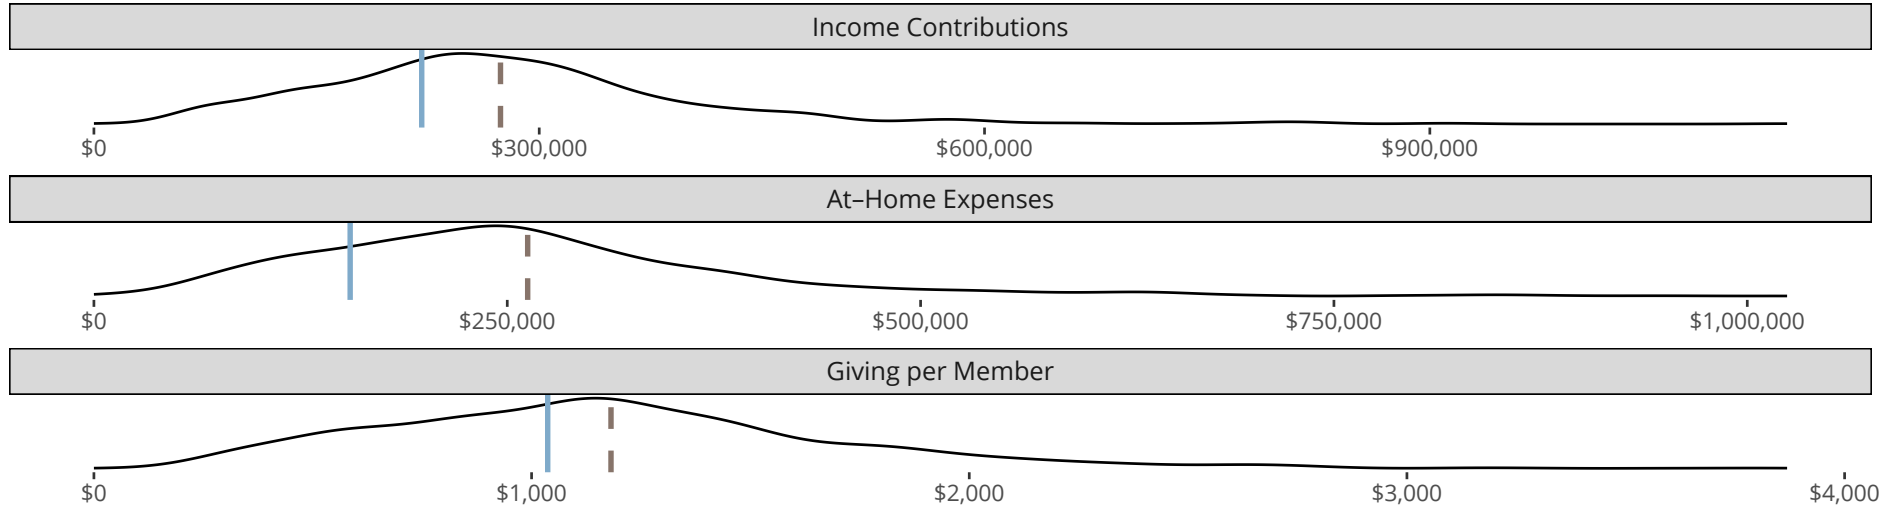 Income Contributions
$0 $300,000 $600,000 $900,000
At–Home Expenses
$0 $250,000 $500,000 $750,000 $1,000,000
Giving per Member
$0 $1,000 $2,000 $3,000 $4,000